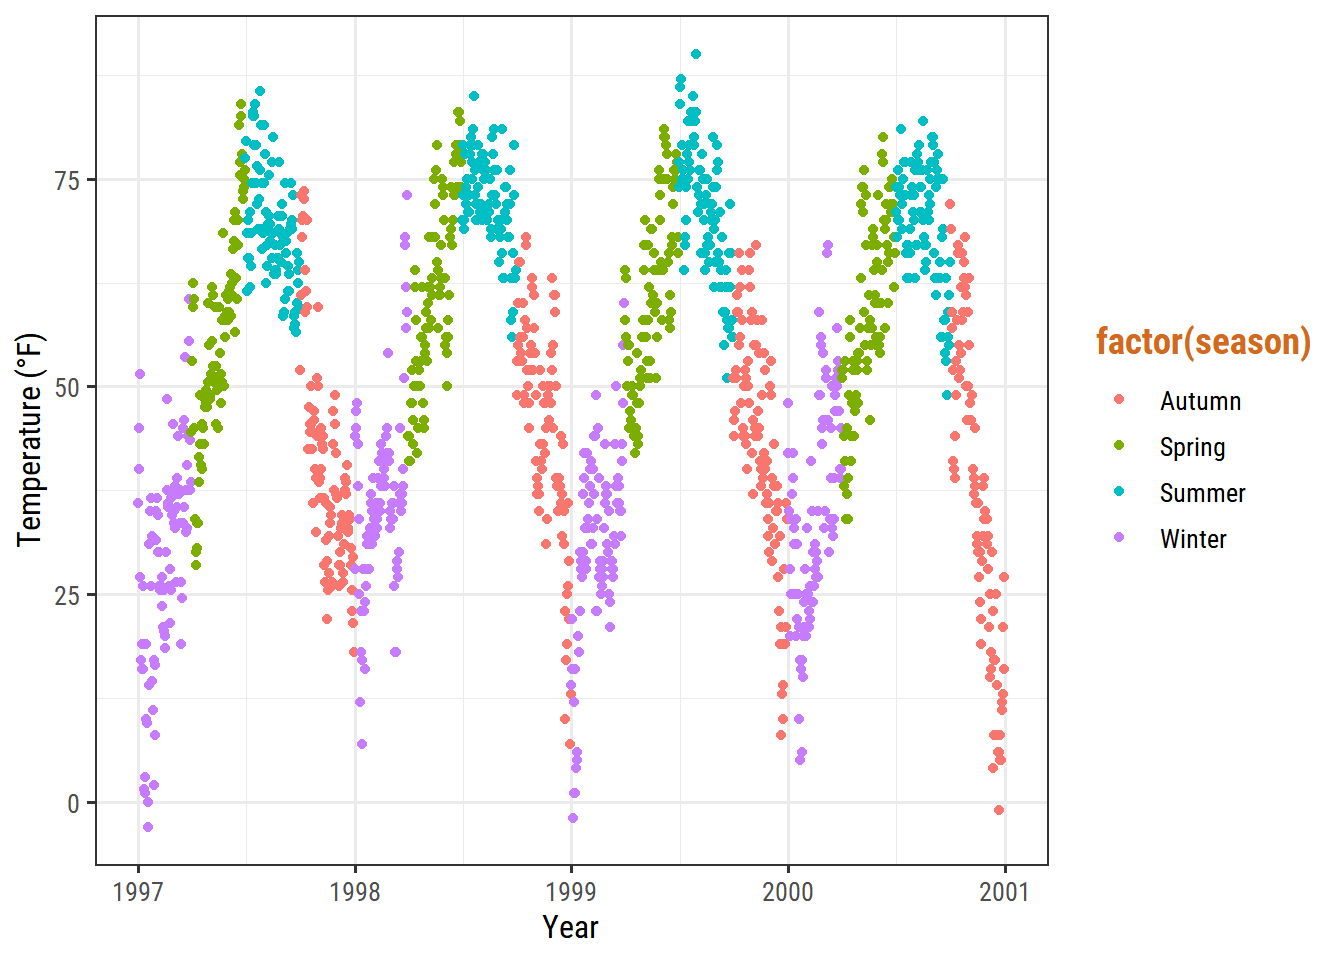 75
50
25
0
Temperature (°F)
1997 1998 1999 2000 2001
Year
factor(season)
Autumn
Spring
Summer
Winter